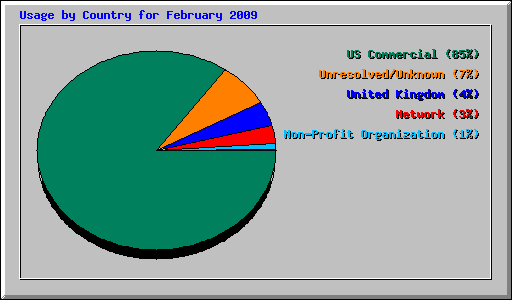 Usage by Country for February 2009
US Commercial (85%)
Unresolved/Unknown (7%)
United Kingdom (4%)
Network (3%)
Non-Profit Organization (1%)